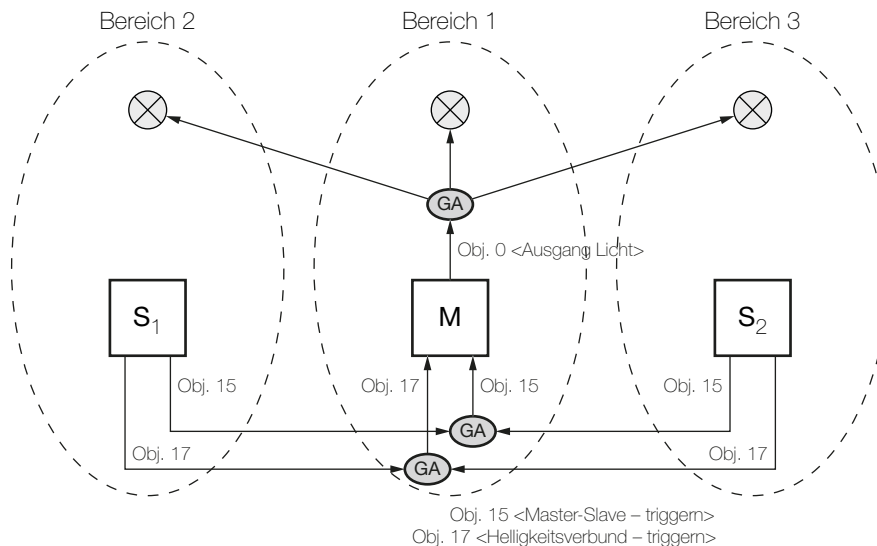 Bereich 2
Bereich 1
Bereich 3
GA
Obj. 0 <Ausgang Licht>
S1
M
S2
Obj. 15
Obj. 17
Obj. 15
Obj. 15
GA
Obj. 17
GA
Obj. 17
Obj. 15 <Master-Slave – triggern>
Obj. 17 <Helligkeitsverbund – triggern>